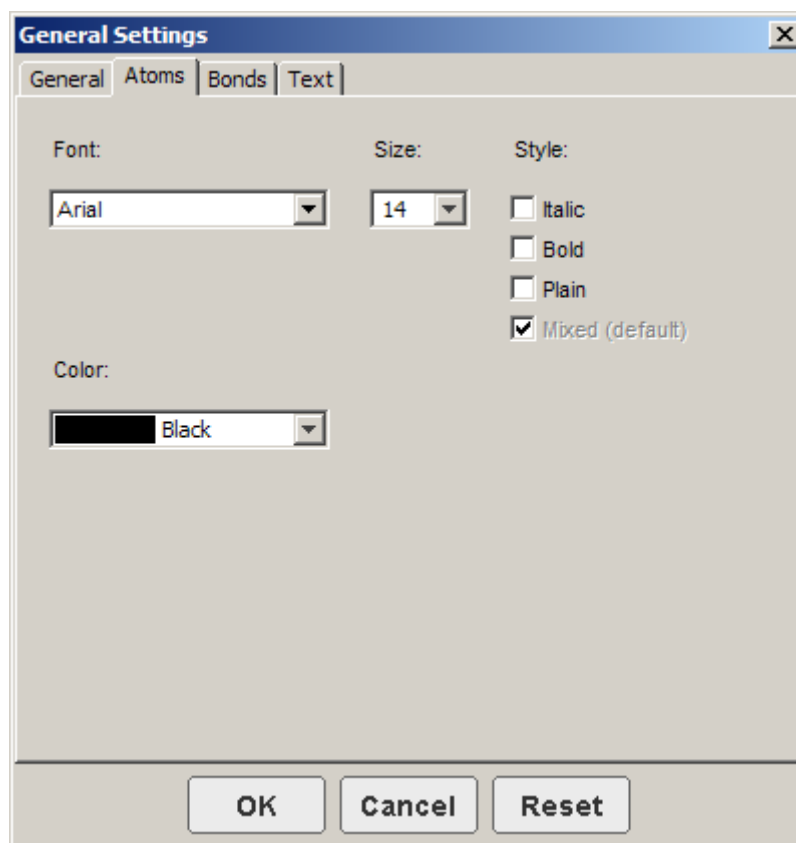 General Settings
General Atoms Bonds Text
Font: Size: Style:
Arial 14 Italic
Bold
Plain
Mixed (default)
Color:
Black
OK Cancel Reset